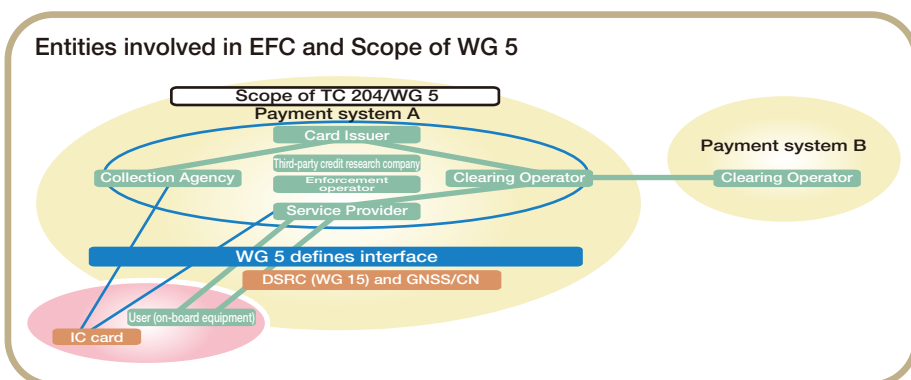 Entities involved in EFC and Scope of WG 5
Scope of TC 204/WG 5
Payment system A
Card Issuer
Third-party credit research company
Collection Agency
Enforcement operator
Clearing Operator
Service Provider
Payment system B
Clearing Operator
WG 5 defines interface
DSRC (WG 15) and GNSS/CN
User (on-board equipment)
IC card